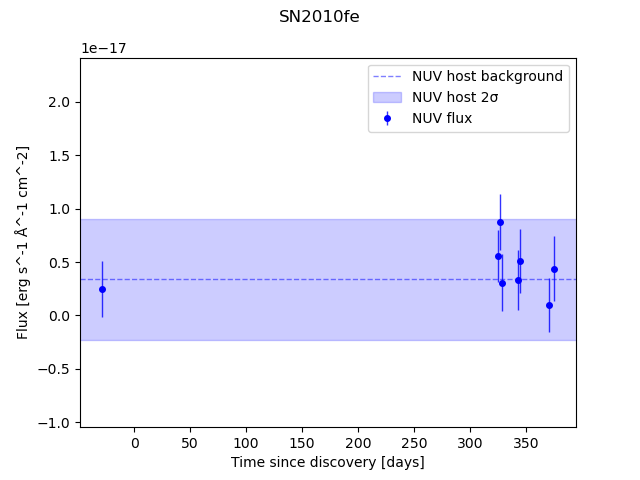 SN2010fe
1e−17
NUV host background
NUV host 2σ
NUV flux
2.0
1.5
1.0
0.5
0.0
−0.5
−1.0
Flux [erg s^-1 Å^-1 cm^-2]
0 50 100 150 200 250 300 350
Time since discovery [days]